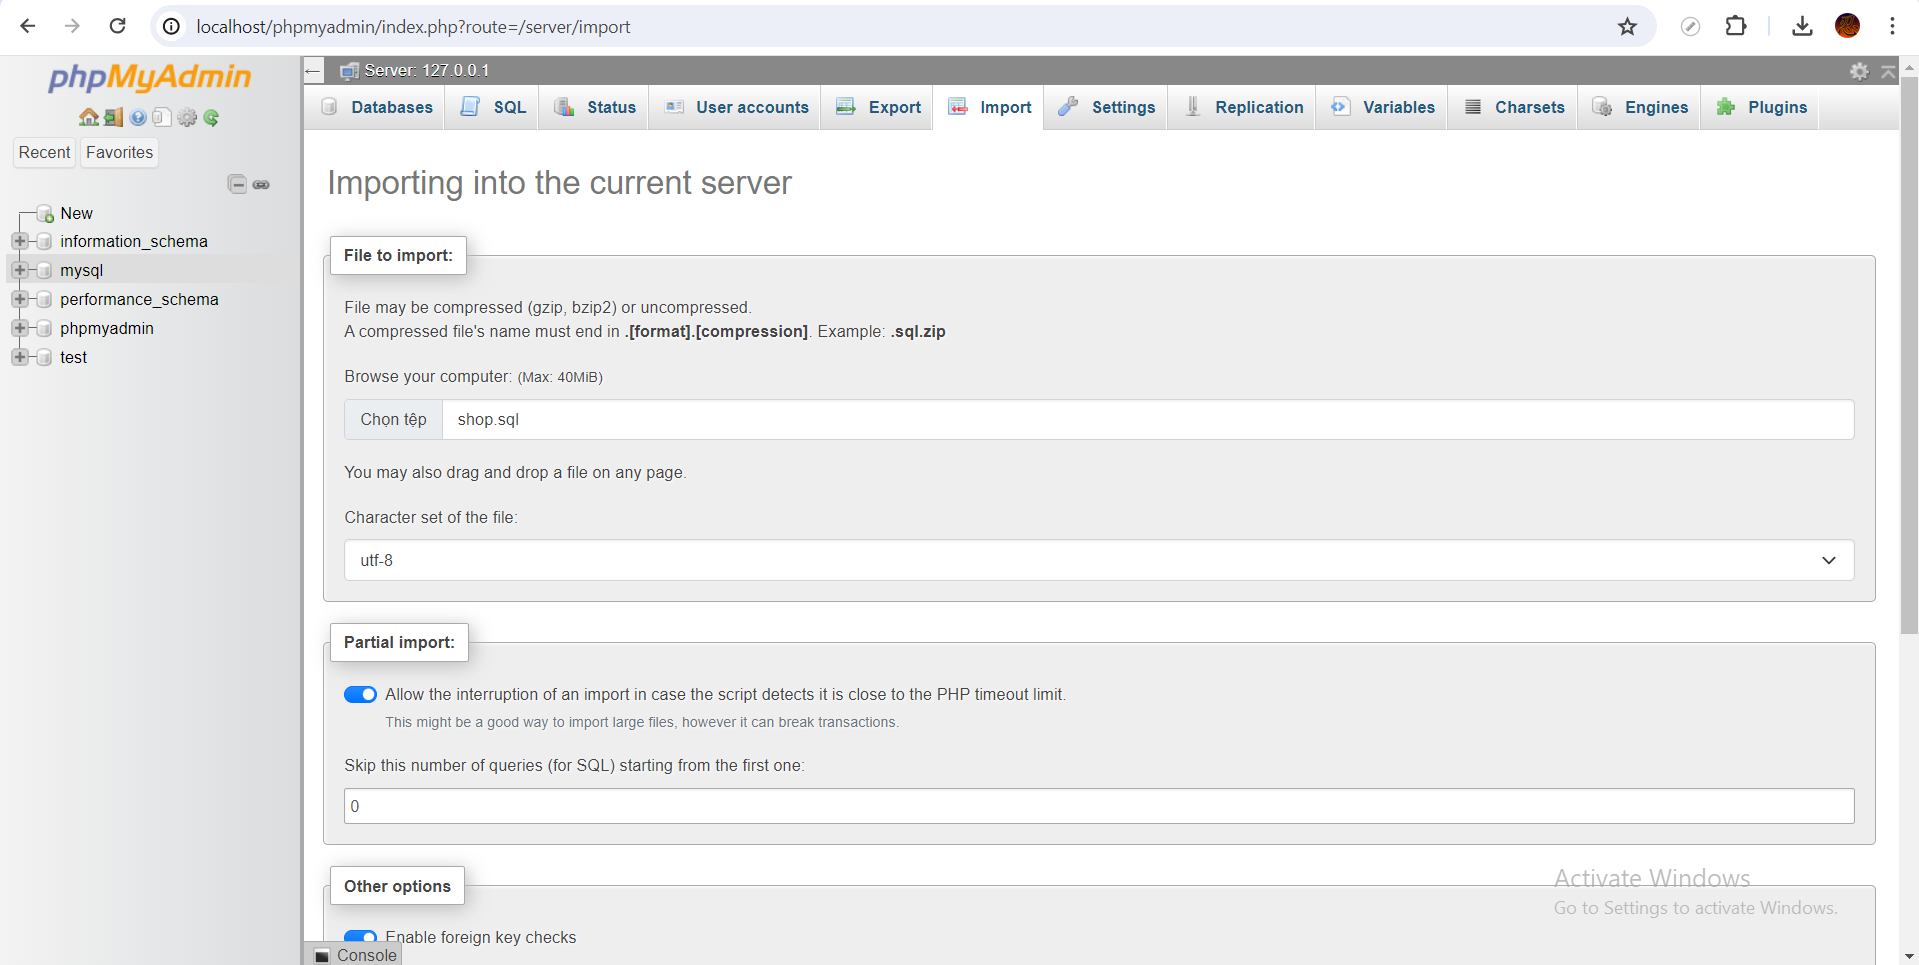 localhost/phpmyadmin/index.php?route=/server/import
phpMyAdmin
Recent Favorites
New
information_schema
mysql
performance_schema
phpmyadmin
test
Server: 127.0.0.1
Databases SQL Status User accounts Export Import Settings Replication Variables Charsets Engines Plugins
Importing into the current server
File to import:
File may be compressed (gzip, bzip2) or uncompressed.
A compressed file's name must end in .[format].[compression]. Example: .sql.zip
Browse your computer: (Max: 40MiB)
Chọn tệp shop.sql
You may also drag and drop a file on any page.
Character set of the file:
utf-8
Partial import:
Allow the interruption of an import in case the script detects it is close to the PHP timeout limit.
This might be a good way to import large files, however it can break transactions.
Skip this number of queries (for SQL) starting from the first one:
0
Other options
Enable foreign key checks
Console
Activate Windows
Go to Settings to activate Windows.